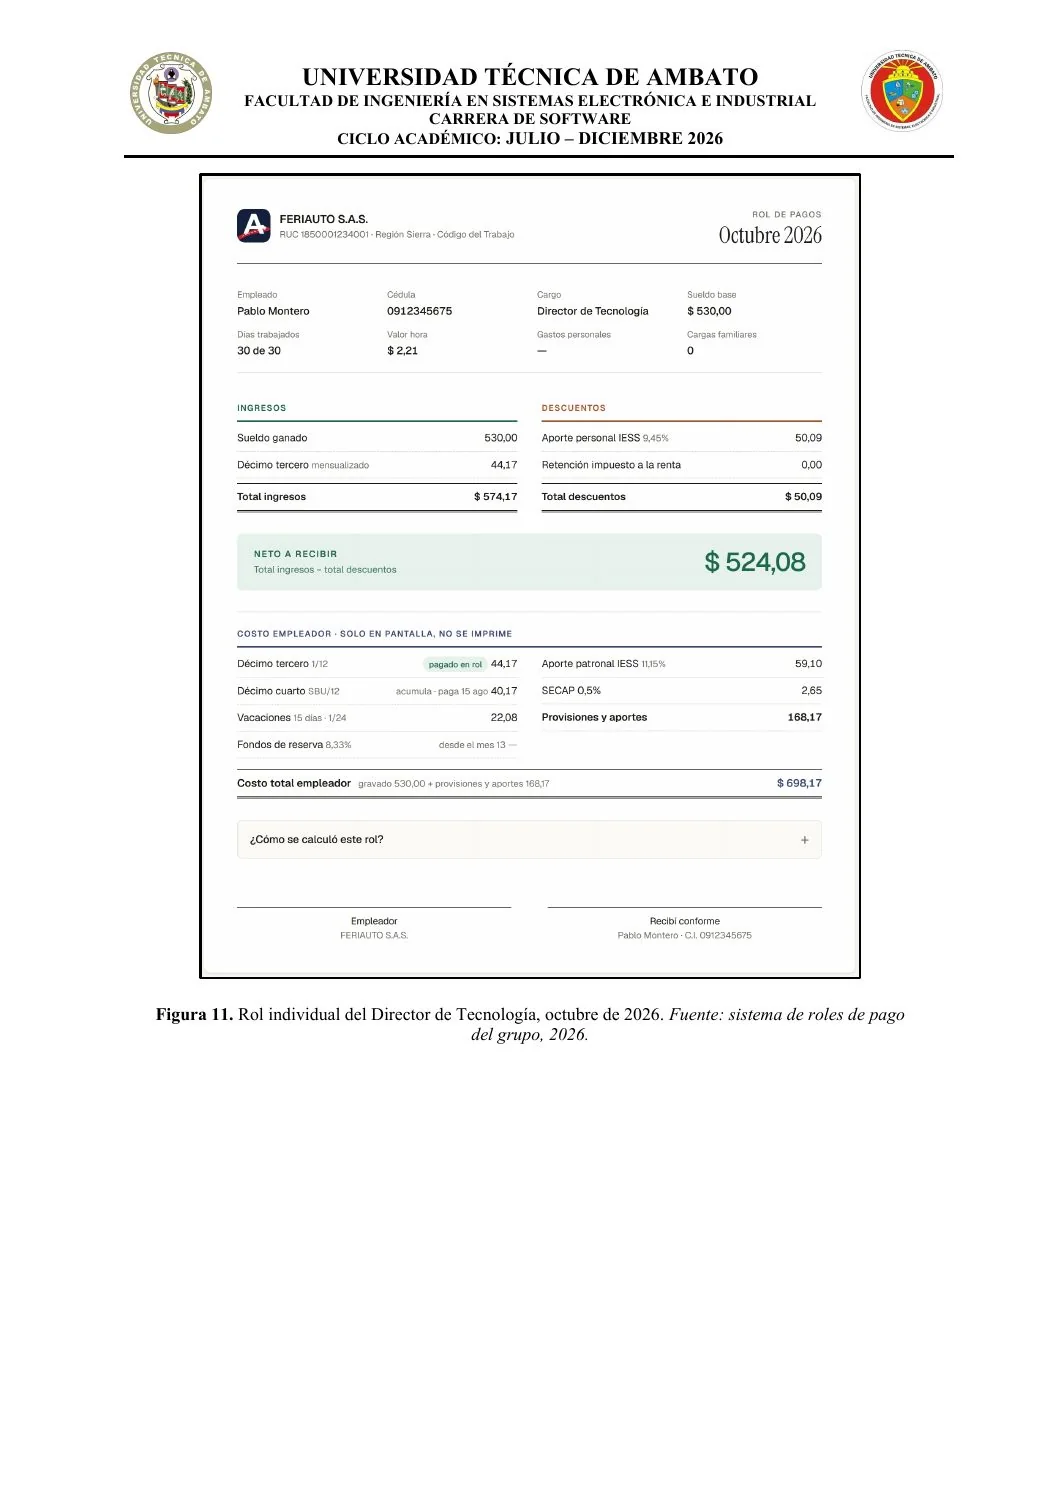 UNIVERSIDAD TÉCNICA DE AMBATO
FACULTAD DE INGENIERÍA EN SISTEMAS ELECTRÓNICA E INDUSTRIAL
CARRERA DE SOFTWARE
CICLO ACADÉMICO: JULIO – DICIEMBRE 2026
FERIAUTO S.A.S.
RUC 1850001234001 · Región Sierra · Código del Trabajo
ROL DE PAGOS
Octubre 2026
Empleado Cédula Cargo Sueldo base
Pablo Montero 0912345675 Director de Tecnología $ 530,00
Días trabajados Valor hora Gastos personales Cargas familiares
30 de 30 $ 2,21 — 0
INGRESOS DESCUENTOS
Sueldo ganado 530,00 Aporte personal IESS 9,45% 50,09
Décimo tercero mensualizado 44,17 Retención impuesto a la renta 0,00
Total ingresos $ 574,17 Total descuentos $ 50,09
NETO A RECIBIR
Total ingresos − total descuentos
$ 524,08
COSTO EMPLEADOR · SOLO EN PANTALLA, NO SE IMPRIME
Décimo tercero 1/12 pagado en rol 44,17 Aporte patronal IESS 11,15% 59,10
Décimo cuarto SBU/12 acumula · paga 15 ago 40,17 SECAP 0,5% 2,65
Vacaciones 15 días · 1/24 22,08 Provisiones y aportes 168,17
Fondos de reserva 8,33% desde el mes 13 —
Costo total empleador gravado 530,00 + provisiones y aportes 168,17 $ 698,17
¿Cómo se calculó este rol? +
Empleador Recibí conforme
FERIAUTO S.A.S. Pablo Montero · C.I. 0912345675
Figura 11. Rol individual del Director de Tecnología, octubre de 2026. Fuente: sistema de roles de pago
del grupo, 2026.